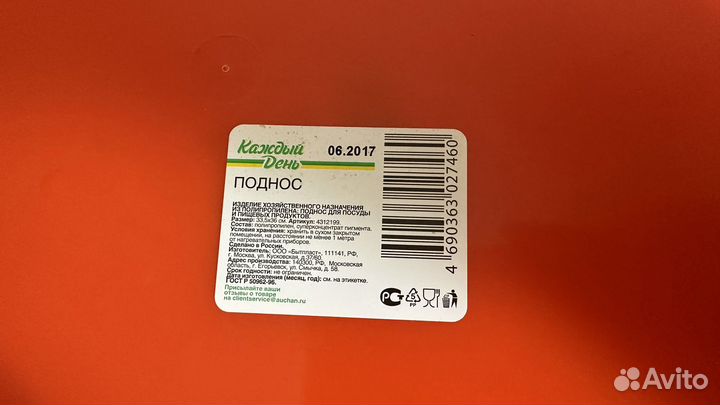 Каждый
День
06.2017
ПОДНОС
ИЗДЕЛИЕ ХОЗЯЙСТВЕННОГО НАЗНАЧЕНИЯ
ИЗ ПОЛИПРОПИЛЕНА. ПОДНОС ДЛЯ ПОСУДЫ
И ПИЩЕВЫХ ПРОДУКТОВ.
Размер: 33,5х36 см. Артикул: 4312199.
Состав: полипропилен, суперконцентрат пигмента.
Условия хранения: хранить в сухом закрытом
помещении, на расстоянии не менее 1 метра
от нагревательных приборов.
Сделано в России.
Изготовитель: ООО «Бытпласт», 111141, РФ,
г. Москва, ул. Кусковская, д.37/60.
Адрес производства: 140300, РФ, Московская
область, г. Егорьевск, ул. Смычка, д. 58.
Срок годности: не ограничен.
Дата изготовления (месяц, год): см. на этикетке.
ГОСТ Р 50962-96.
Присылайте ваши
отзывы о товаре
на clientservice@auchan.ru
4 690363 027460
РСТ
5
PP
Avito